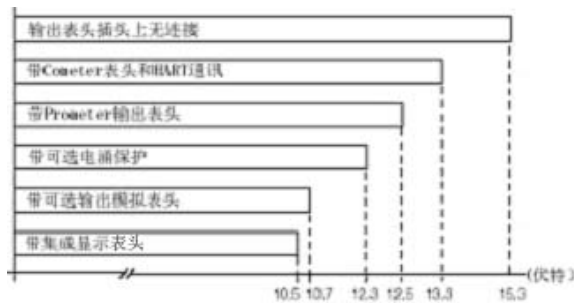 输出表头插头上无连接
带Cometer表头和HART通讯
带Prometer输出表头
带可选电涌保护
带可选输出模拟表头
带集成显示表头
(伏特)
10.5 10.7 12.3 12.5 13.3 15.3